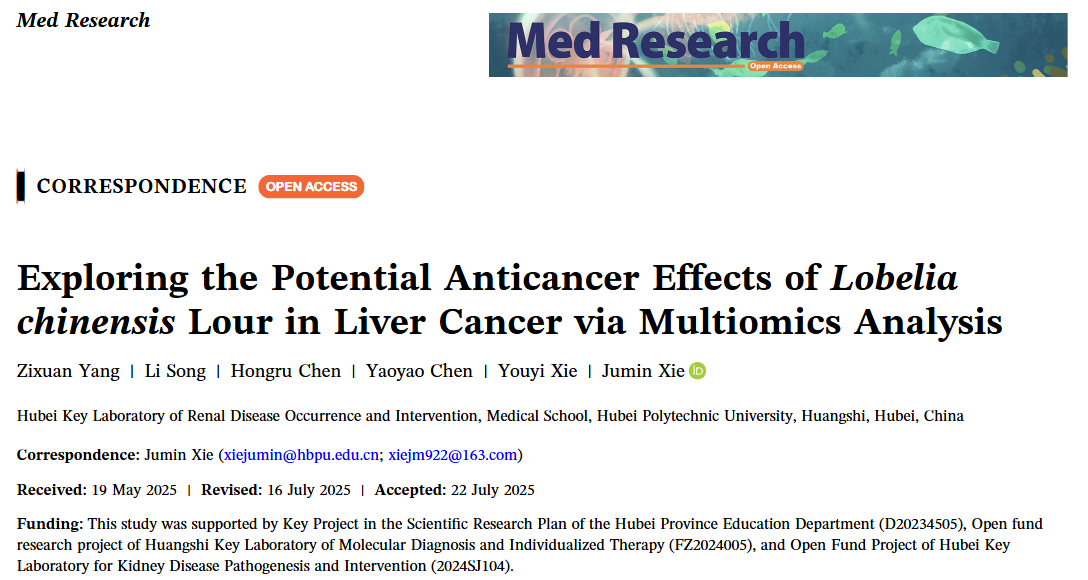 Med Research
Med Research
Open Access
CORRESPONDENCE OPEN ACCESS
Exploring the Potential Anticancer Effects of Lobelia
chinensis Lour in Liver Cancer via Multiomics Analysis
Zixuan Yang | Li Song | Hongru Chen | Yaoyao Chen | Youyi Xie | Jumin Xie iD
Hubei Key Laboratory of Renal Disease Occurrence and Intervention, Medical School, Hubei Polytechnic University, Huangshi, Hubei, China
Correspondence: Jumin Xie (xiejumin@hbpu.edu.cn; xiejm922@163.com)
Received: 19 May 2025 | Revised: 16 July 2025 | Accepted: 22 July 2025
Funding: This study was supported by Key Project in the Scientific Research Plan of the Hubei Province Education Department (D20234505), Open fund
research project of Huangshi Key Laboratory of Molecular Diagnosis and Individualized Therapy (FZ2024005), and Open Fund Project of Hubei Key
Laboratory for Kidney Disease Pathogenesis and Intervention (2024SJ104).